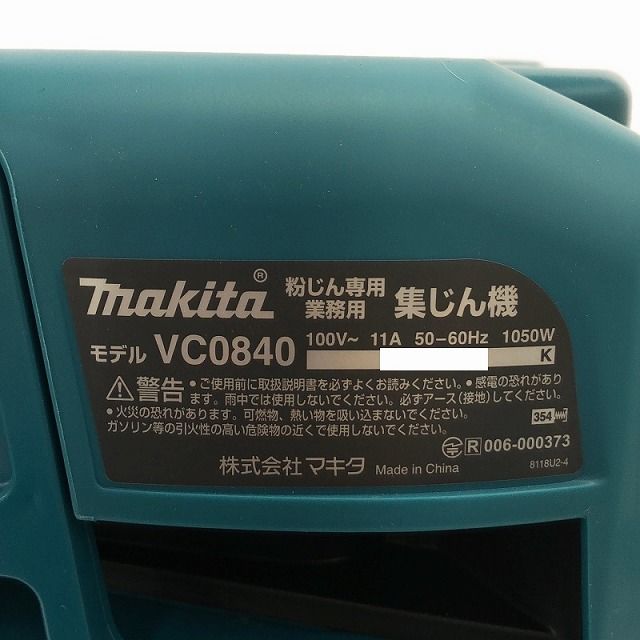 makita® 粉じん専用 業務用 集じん機
モデル VC0840 100V~ 11A 50-60Hz 1050W
K
⚠警告 ・ご使用前に取扱説明書を必ずよくお読みください。・感電の恐れがあり
ます。雨中では使用しないでください。必ずアース(接地)してください。
・火災の恐れがあります。可燃物、熱い物を吸い込まないでください。
ガソリン等の引火性の高い危険物の近くで使用しないでください。
354
R 006-000373
株式会社 マキタ Made in China 8118U2-4